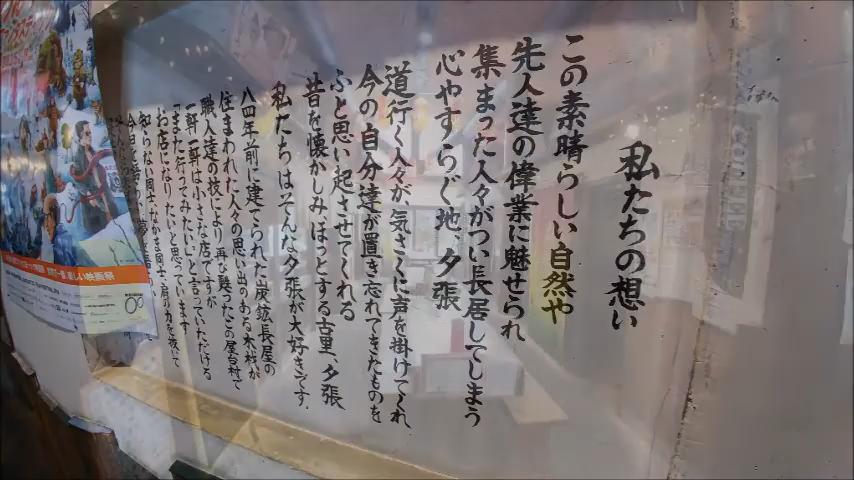 私たちの想い
この素晴らしい自然や
先人達の偉業に魅せられ
集まった人々がつい長居してしまう
心やすらぐ地、夕張
道行く人々が、気さくに声を掛けてくれ
今の自分達が置き忘れてきたものを
ふと思い起こさせてくれる
昔を懐かしみ、ほっとする古里、夕張
私たちはそんな夕張が大好きです。
八四年前に建てられた炭鉱長屋の
住まわれた人々の思い出のある木材が
職人達の技により再び甦ったこの屋台村で
一軒一軒は小さな店ですが
「また行ってみたい」と言っていただける
お店になりたいと思っています
知らない同士、なかま同士、肩の力を抜いて